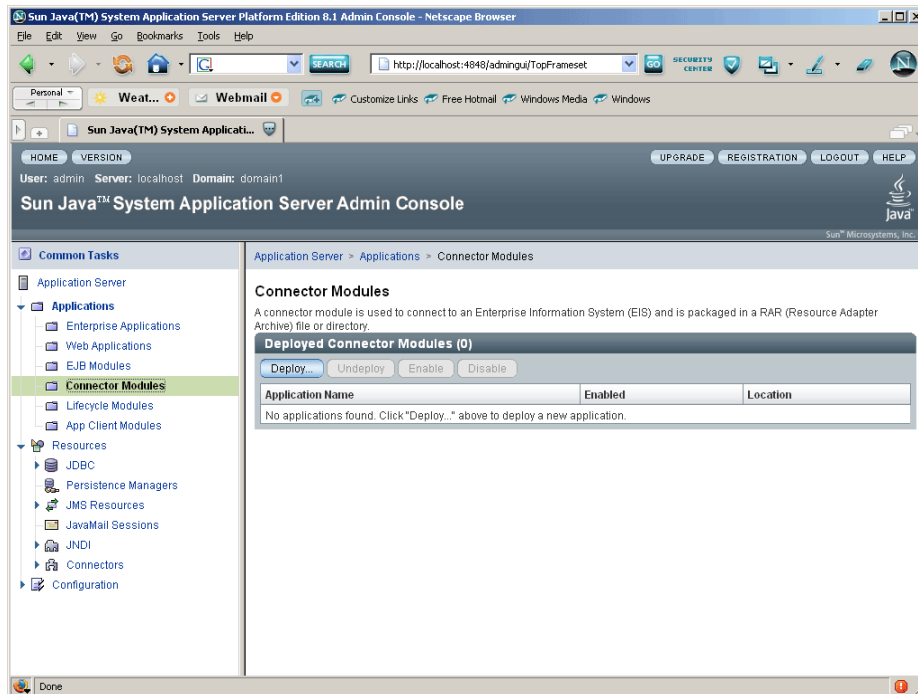 Sun Java(TM) System Application Server Platform Edition 8.1 Admin Console - Netscape Browser
File Edit View Go Bookmarks Tools Help
SEARCH http://localhost:4848/admingui/TopFrameset GO SECURITY CENTER N
Personal Weat... Webmail Customize Links Free Hotmail Windows Media Windows
Sun Java(TM) System Applicati...
HOME VERSION UPGRADE REGISTRATION LOGOUT HELP
User: admin Server: localhost Domain: domain1
Sun Java™ System Application Server Admin Console
Java™
Sun™ Microsystems, Inc.
Common Tasks
Application Server
Applications
Enterprise Applications
Web Applications
EJB Modules
Connector Modules
Lifecycle Modules
App Client Modules
Resources
JDBC
Persistence Managers
JMS Resources
JavaMail Sessions
JNDI
Connectors
Configuration
Application Server > Applications > Connector Modules
Connector Modules
A connector module is used to connect to an Enterprise Information System (EIS) and is packaged in a RAR (Resource Adapter
Archive) file or directory.
Deployed Connector Modules (0)
Deploy... Undeploy Enable Disable
Application Name Enabled Location
No applications found. Click "Deploy..." above to deploy a new application.
Done